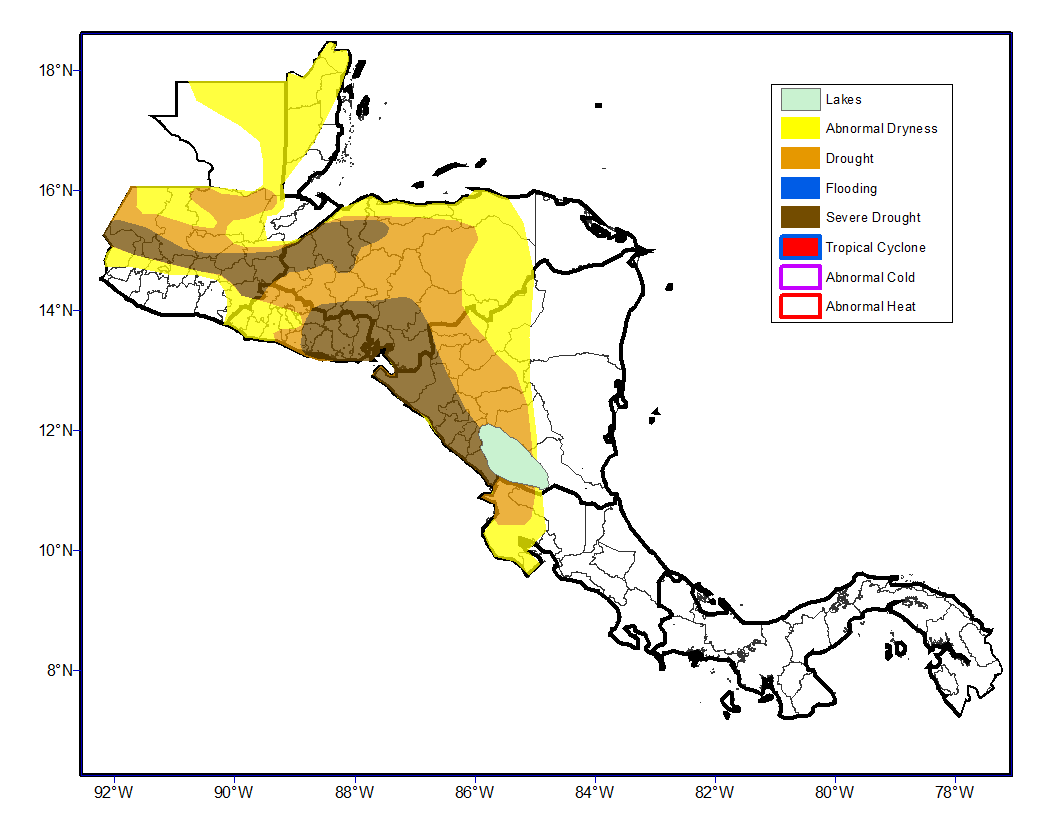 18°N
16°N
14°N
12°N
10°N
8°N
Lakes
Abnormal Dryness
Drought
Flooding
Severe Drought
Tropical Cyclone
Abnormal Cold
Abnormal Heat
92°W 90°W 88°W 86°W 84°W 82°W 80°W 78°W